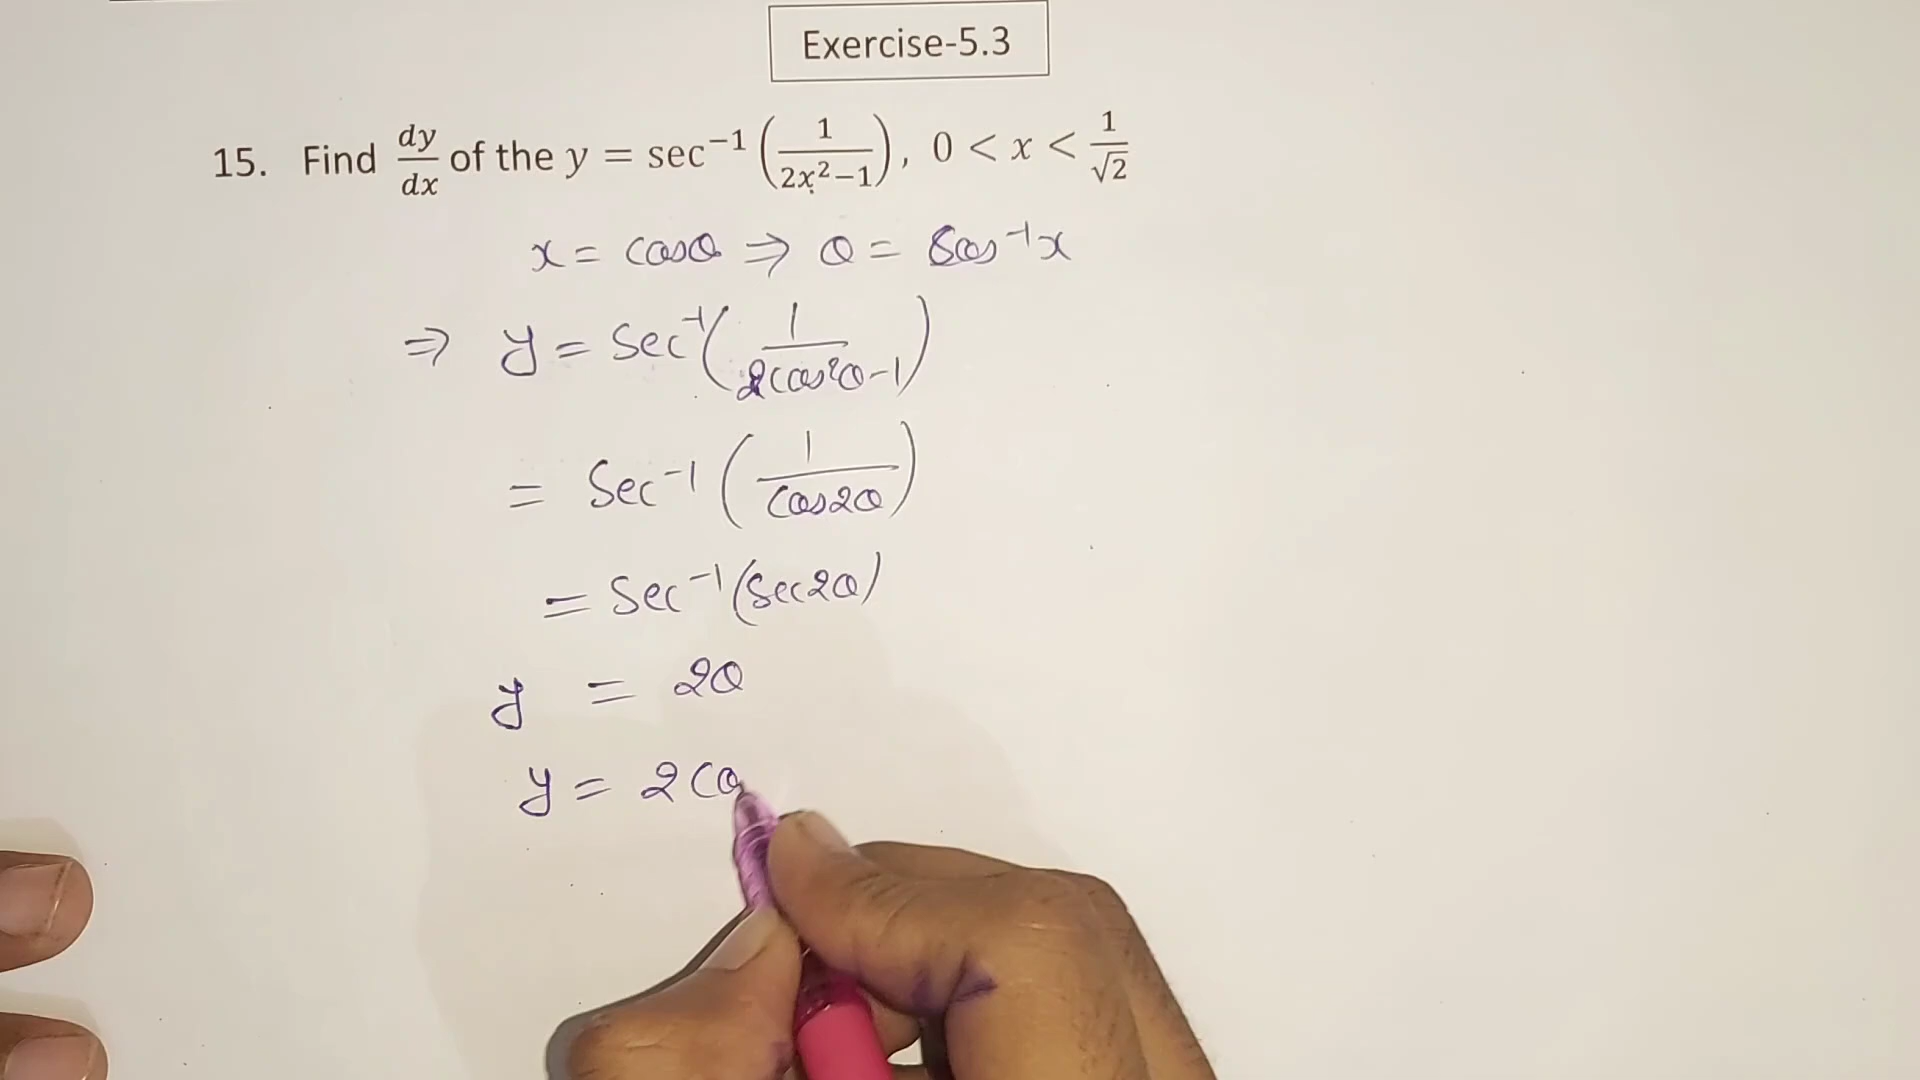 Exercise-5.3
15. Find dy/dx of the y = sec⁻¹(1/(2x²−1)), 0 < x < 1/√2
x = cosθ ⇒ θ = cos⁻¹x
⇒ y = Sec⁻¹(1/(2cos²θ−1))
= Sec⁻¹(1/(cos2θ))
= Sec⁻¹(Sec2θ)
y = 2θ
y = 2Co